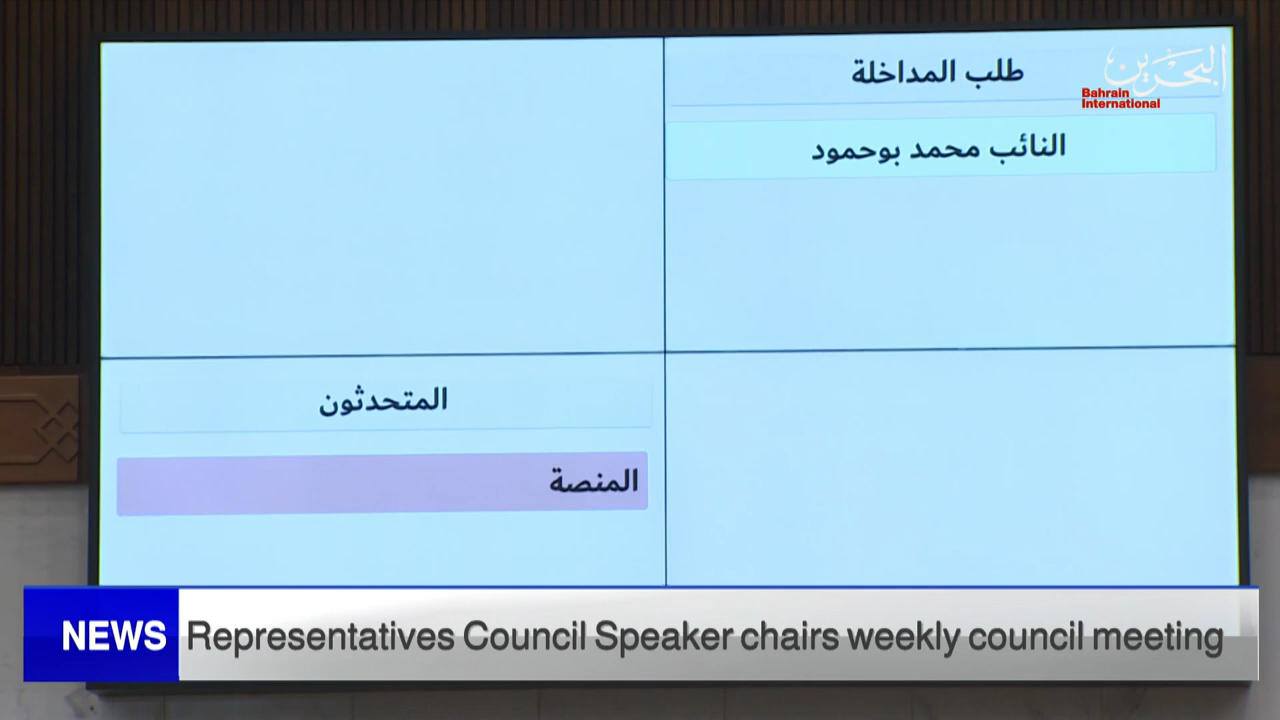 طلب المداخلة
البحرين
Bahrain
International
النائب محمد بوحمود
المتحدثون
المنصة
NEWS Representatives Council Speaker chairs weekly council meeting